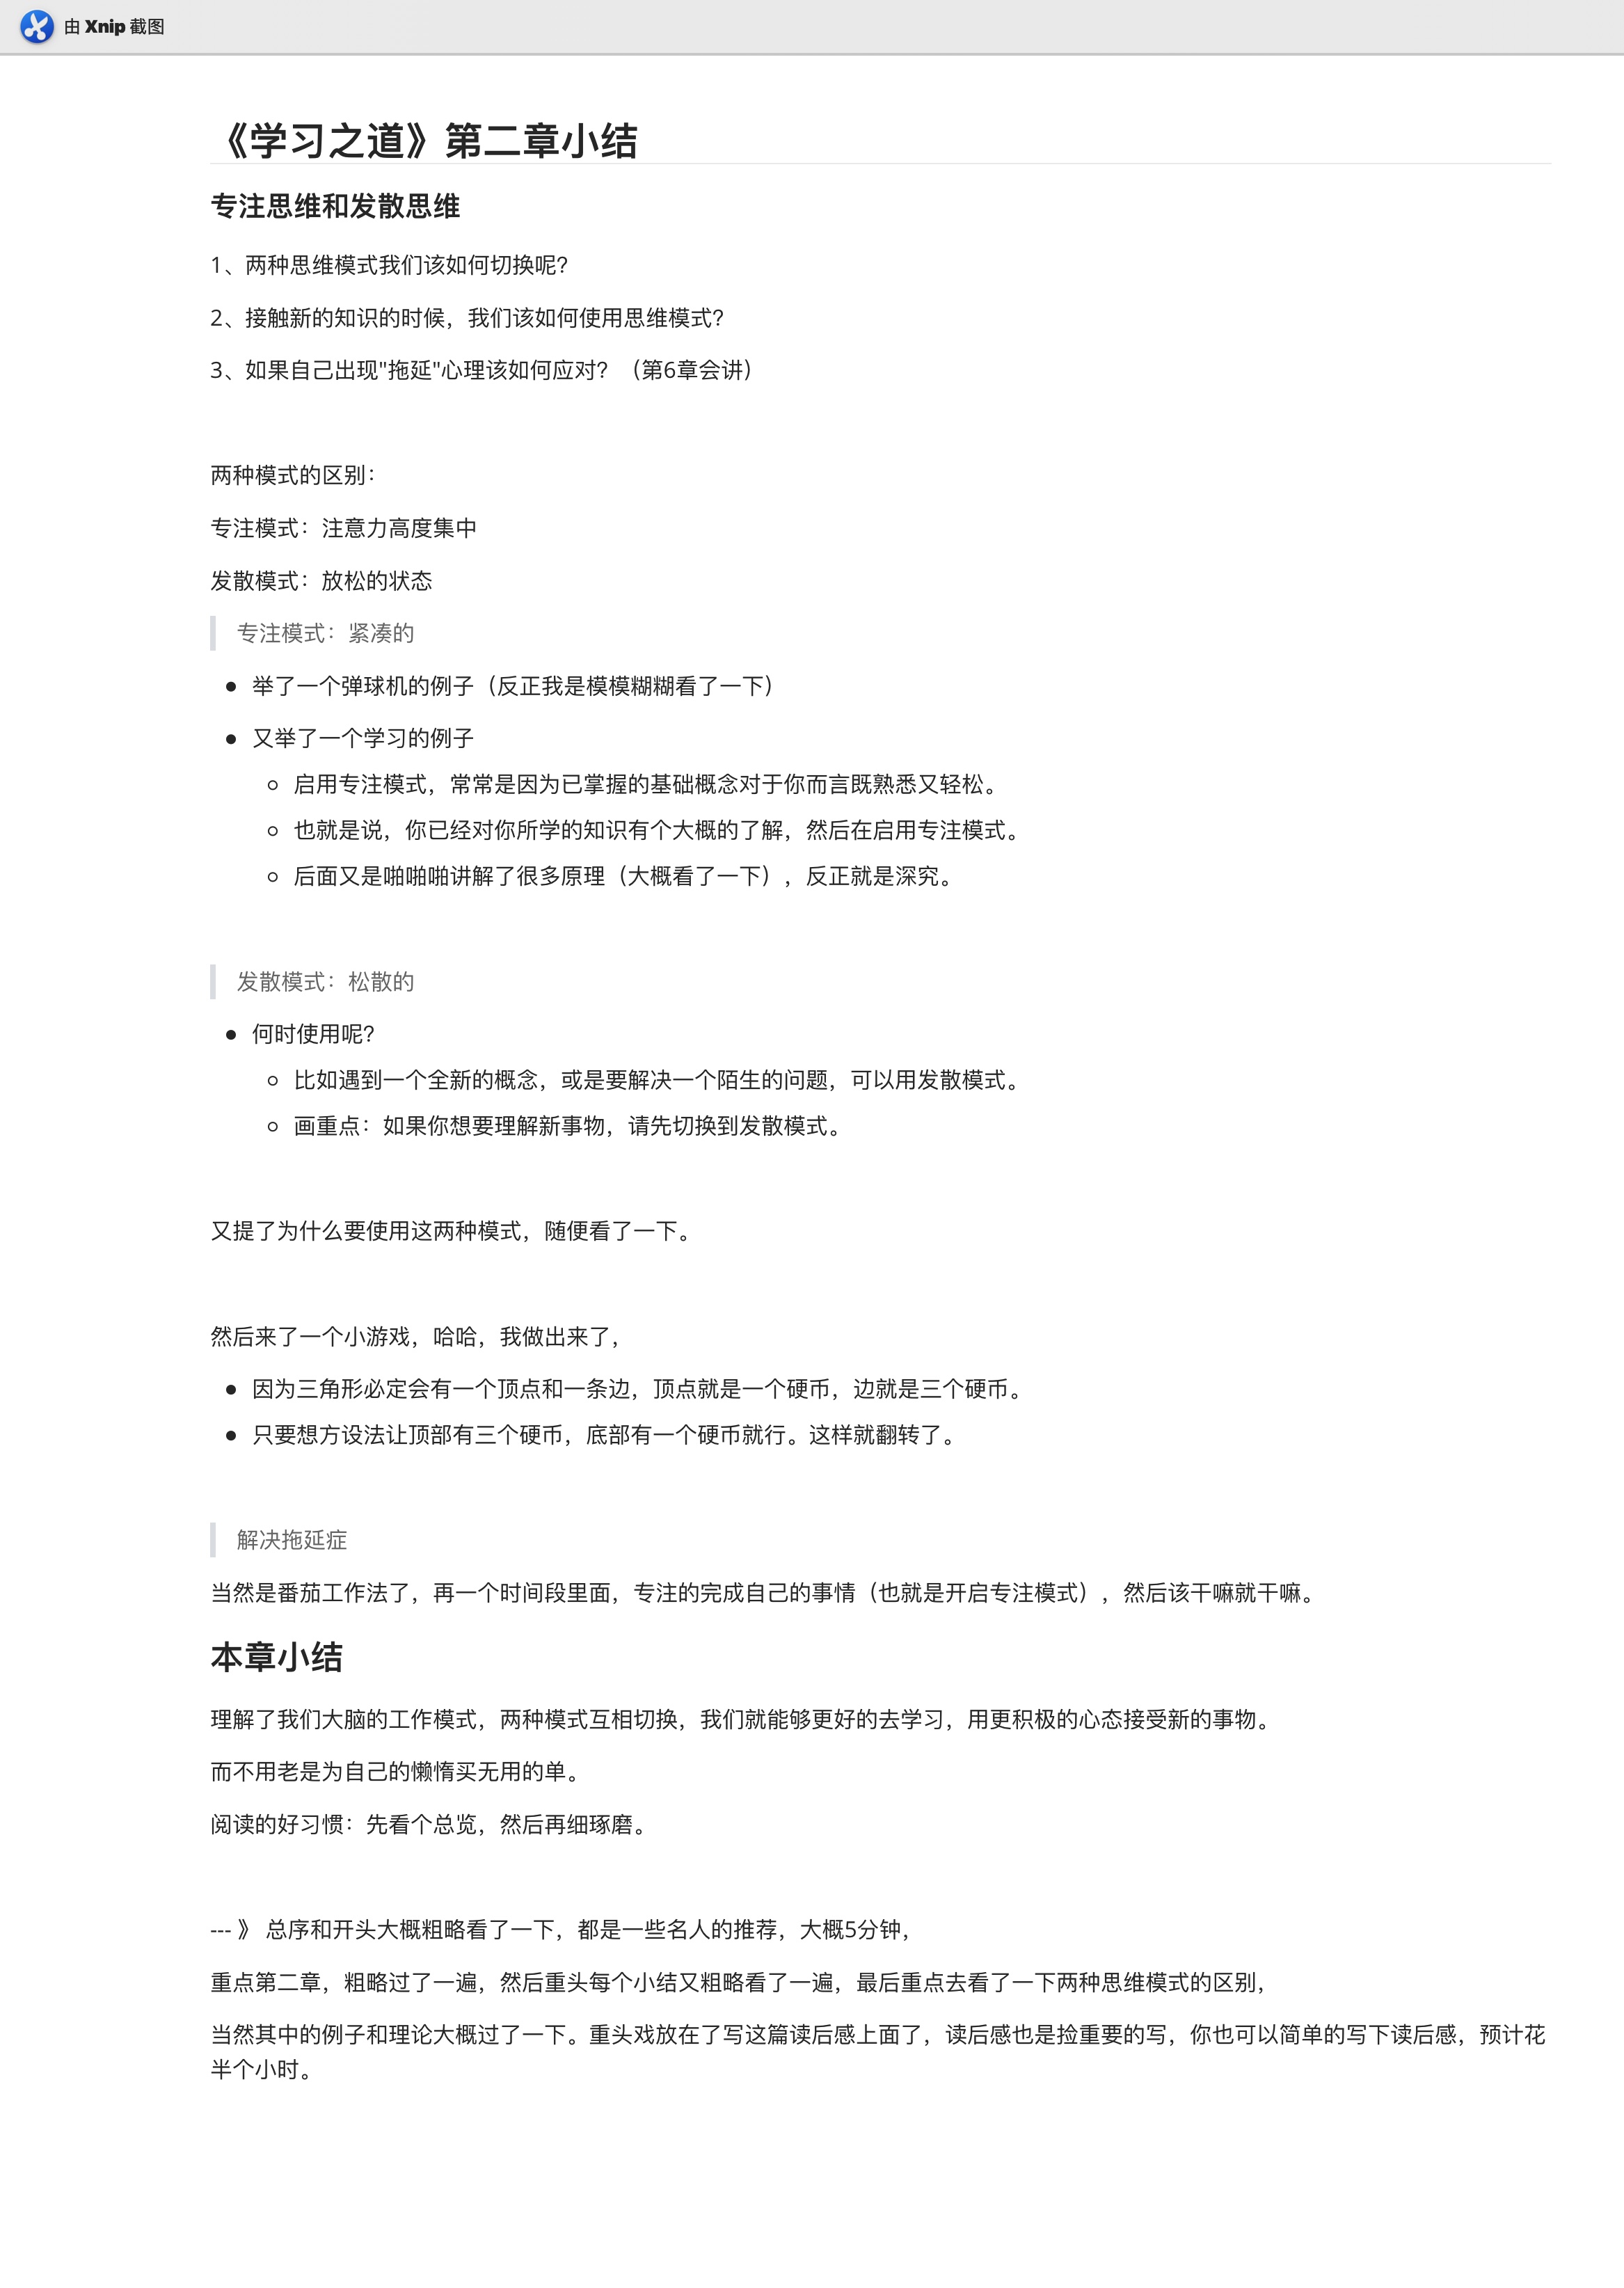 由 Xnip 截图
《学习之道》第二章小结
专注思维和发散思维
1、两种思维模式我们该如何切换呢？
2、接触新的知识的时候，我们该如何使用思维模式？
3、如果自己出现"拖延"心理该如何应对？（第6章会讲）
两种模式的区别：
专注模式：注意力高度集中
发散模式：放松的状态
专注模式：紧凑的
● 举了一个弹球机的例子（反正我是模模糊糊看了一下）
● 又举了一个学习的例子
○ 启用专注模式，常常是因为已掌握的基础概念对于你而言既熟悉又轻松。
○ 也就是说，你已经对你所学的知识有个大概的了解，然后在启用专注模式。
○ 后面又是啪啪啪讲解了很多原理（大概看了一下），反正就是深究。
发散模式：松散的
● 何时使用呢？
○ 比如遇到一个全新的概念，或是要解决一个陌生的问题，可以用发散模式。
○ 画重点：如果你想要理解新事物，请先切换到发散模式。
又提了为什么要使用这两种模式，随便看了一下。
然后来了一个小游戏，哈哈，我做出来了，
● 因为三角形必定会有一个顶点和一条边，顶点就是一个硬币，边就是三个硬币。
● 只要想方设法让顶部有三个硬币，底部有一个硬币就行。这样就翻转了。
解决拖延症
当然是番茄工作法了，再一个时间段里面，专注的完成自己的事情（也就是开启专注模式），然后该干嘛就干嘛。
本章小结
理解了我们大脑的工作模式，两种模式互相切换，我们就能够更好的去学习，用更积极的心态接受新的事物。
而不用老是为自己的懒惰买无用的单。
阅读的好习惯：先看个总览，然后再细琢磨。
--- 》 总序和开头大概粗略看了一下，都是一些名人的推荐，大概5分钟，
重点第二章，粗略过了一遍，然后重头每个小结又粗略看了一遍，最后重点去看了一下两种思维模式的区别，
当然其中的例子和理论大概过了一下。重头戏放在了写这篇读后感上面了，读后感也是捡重要的写，你也可以简单的写下读后感，预计花
半个小时。